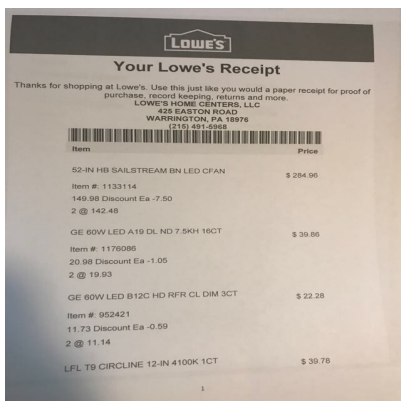 LOWE'S
Your Lowe's Receipt
Thanks for shopping at Lowe's. Use this just like you would a paper receipt for proof of
purchase, record keeping, returns and more.
LOWE'S HOME CENTERS, LLC
425 EASTON ROAD
WARRINGTON, PA 18976
(215) 491-5968
Item Price
52-IN HB SAILSTREAM BN LED CFAN $ 284.96
Item #: 1133114
149.98 Discount Ea -7.50
2 @ 142.48
GE 60W LED A19 DL ND 7.5KH 16CT $ 39.86
Item #: 1176086
20.98 Discount Ea -1.05
2 @ 19.93
GE 60W LED B12C HD RFR CL DIM 3CT $ 22.28
Item #: 952421
11.73 Discount Ea -0.59
2 @ 11.14
LFL T9 CIRCLINE 12-IN 4100K 1CT $ 39.78
1